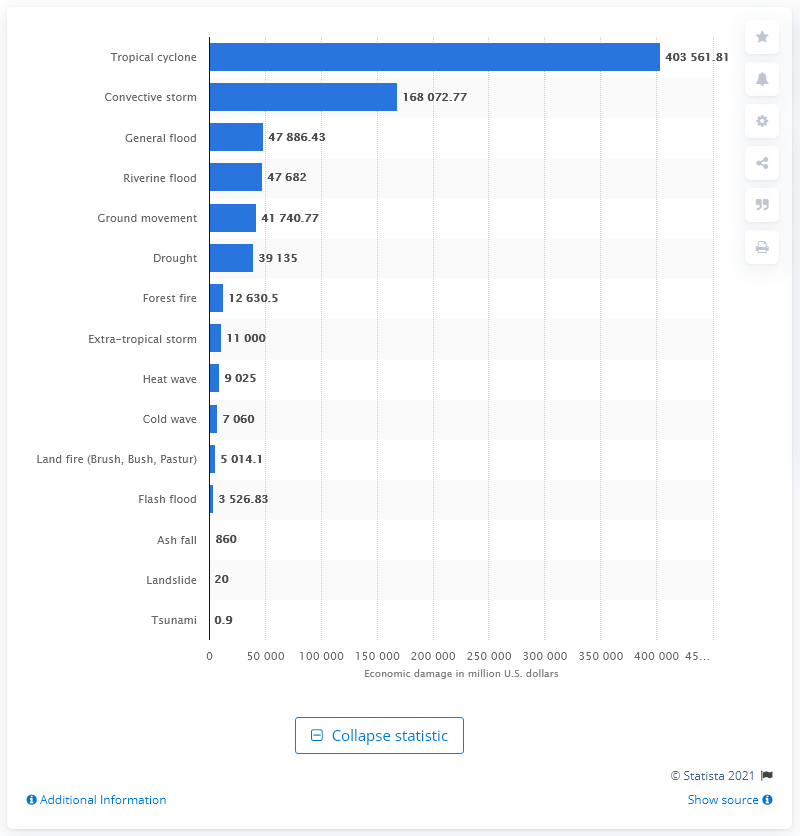 Tropical cyclone 403 561.81
Convective storm 168 072.77
General flood 47 886.43
Riverine flood 47 682
Ground movement 41 740.77
Drought 39 135
Forest fire 12 630.5
Extra-tropical storm 11 000
Heat wave 9 025
Cold wave 7 060
Land fire (Brush, Bush, Pastur) 5 014.1
Flash flood 3 526.83
Ash fall 860
Landslide 20
Tsunami 0.9
0 50 000 100 000 150 000 200 000 250 000 300 000 350 000 400 000 45...
Economic damage in million U.S. dollars
Collapse statistic
© Statista 2021
Additional Information Show source